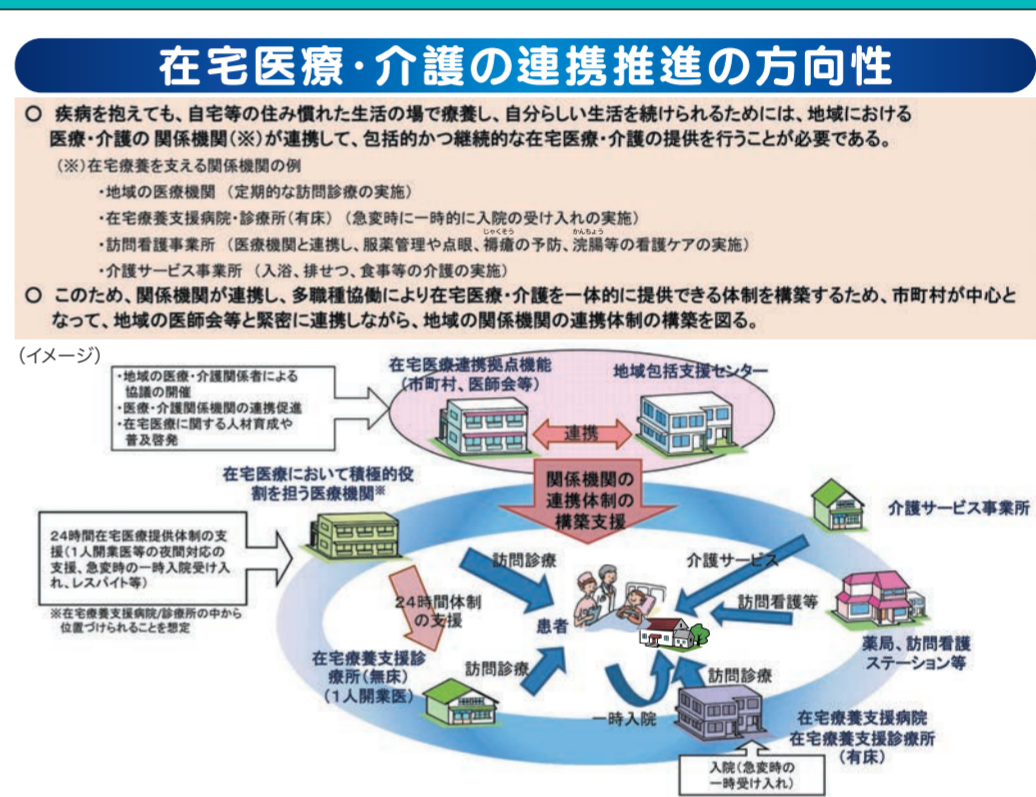 在宅医療・介護の連携推進の方向性
○ 疾病を抱えても、自宅等の住み慣れた生活の場で療養し、自分らしい生活を続けられるためには、地域における
医療・介護の 関係機関(※)が連携して、包括的かつ継続的な在宅医療・介護の提供を行うことが必要である。
(※)在宅療養を支える関係機関の例
・地域の医療機関 (定期的な訪問診療の実施)
・在宅療養支援病院・診療所(有床) (急変時に一時的に入院の受け入れの実施)
じゃくそう かんちょう
・訪問看護事業所 (医療機関と連携し、服薬管理や点眼、褥瘡の予防、浣腸等の看護ケアの実施)
・介護サービス事業所 (入浴、排せつ、食事等の介護の実施)
○ このため、関係機関が連携し、多職種協働により在宅医療・介護を一体的に提供できる体制を構築するため、市町村が中心と
なって、地域の医師会等と緊密に連携しながら、地域の関係機関の連携体制の構築を図る。
(イメージ)
・地域の医療・介護関係者による
協議の開催
・医療・介護関係機関の連携促進
・在宅医療に関する人材育成や
普及啓発
在宅医療連携拠点機能
(市町村、医師会等)
地域包括支援センター
連携
関係機関の
連携体制の
構築支援
在宅医療において積極的役
割を担う医療機関※
24時間在宅医療提供体制の支
援(1人開業医等の夜間対応の
支援、急変時の一時入院受け入
れ、レスパイト等)
※在宅療養支援病院/診療所の中から
位置づけられることを想定
介護サービス事業所
訪問診療
介護サービス
24時間体制
の支援
患者
訪問看護等
薬局、訪問看護
ステーション等
在宅療養支援診
療所(無床)
(1人開業医)
訪問診療
訪問診療
一時入院
在宅療養支援病院
在宅療養支援診療所
(有床)
入院(急変時の
一時受け入れ)